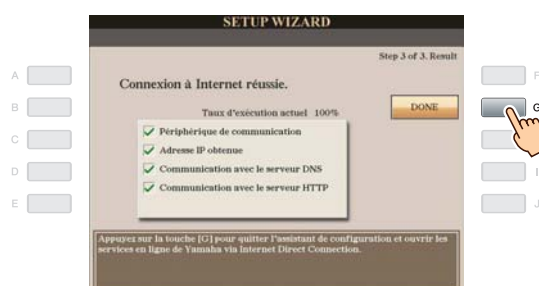 SETUP WIZARD
Step 3 of 3. Result
Connexion à Internet réussie.
Taux d'exécution actuel 100%
DONE
Périphérique de communication
Adresse IP obtenue
Communication avec le serveur DNS
Communication avec le serveur HTTP
Appuyez sur la touche [G] pour quitter l'assistant de configuration et ouvrir les
services en ligne de Yamaha via Internet Direct Connection.
A
B
C
D
E
F
G
I
J